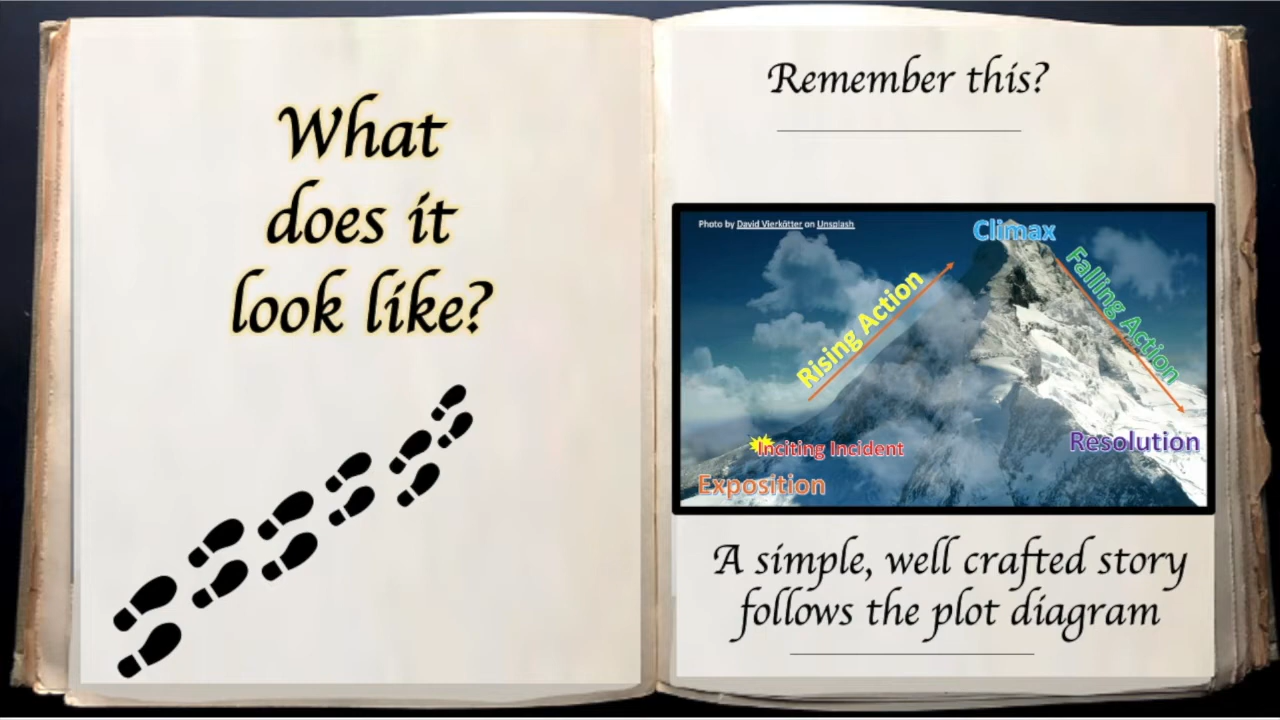 What
does it
look like?
Remember this?
Photo by David Vierkötter on Unsplash
Climax
Rising Action
Falling Action
Inciting Incident
Resolution
Exposition
A simple, well crafted story
follows the plot diagram